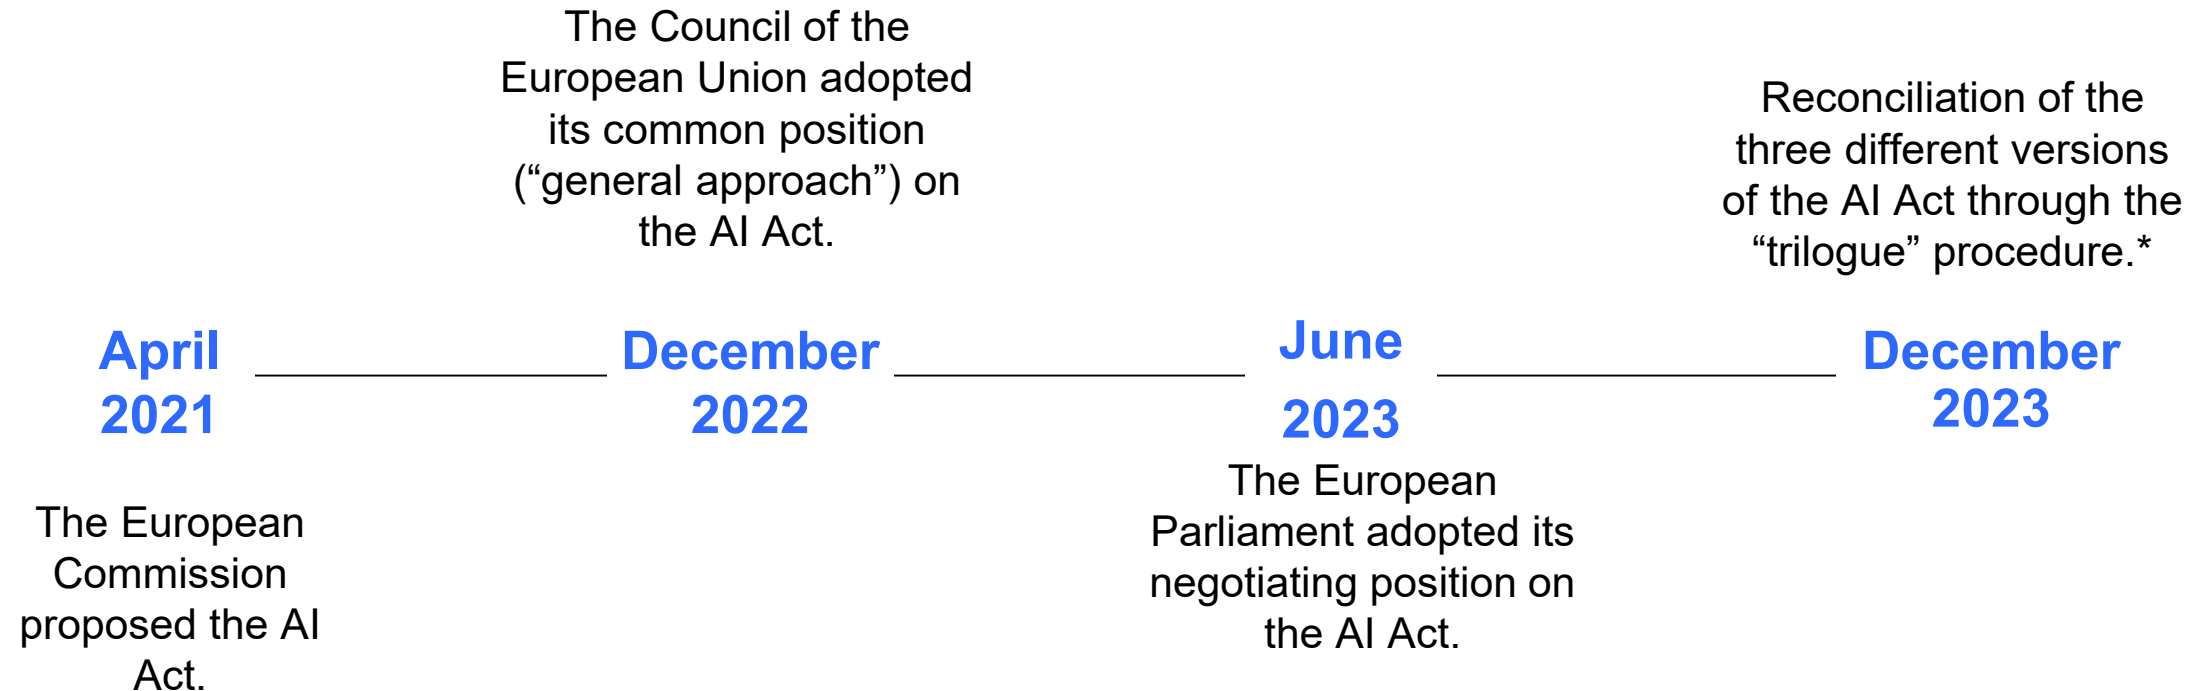 The Council of the
European Union adopted
its common position
(“general approach”) on
the AI Act.
Reconciliation of the
three different versions
of the AI Act through the
“trilogue” procedure.*
April
2021
December
2022
June
2023
December
2023
The European
Commission
proposed the AI
Act.
The European
Parliament adopted its
negotiating position on
the AI Act.